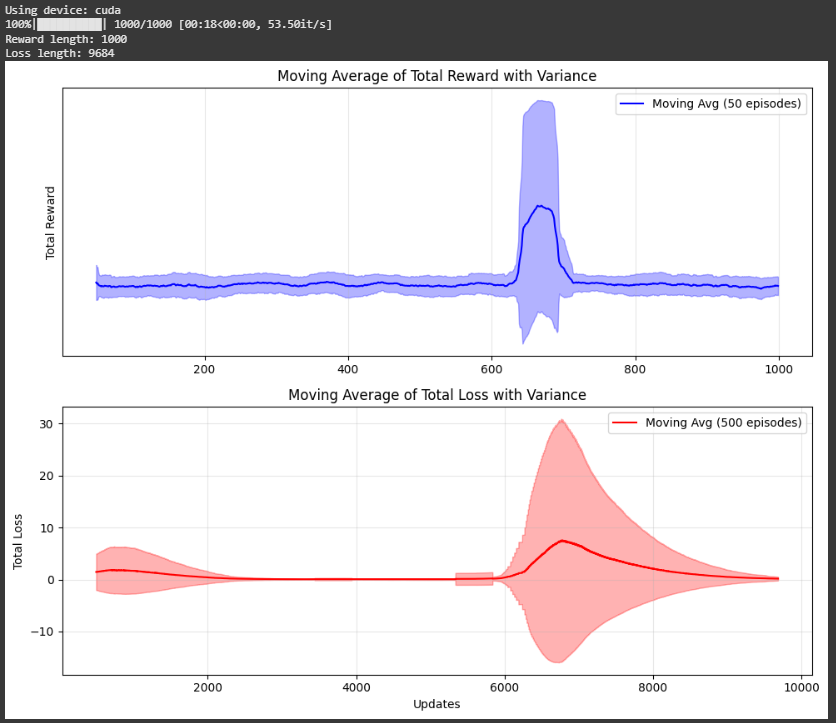 Using device: cuda
100%|██████████| 1000/1000 [00:18<00:00, 53.50it/s]
Reward length: 1000
Loss length: 9684
Moving Average of Total Reward with Variance
Moving Avg (50 episodes)
Total Reward
200
400
600
800
1000
Moving Average of Total Loss with Variance
Moving Avg (500 episodes)
30
20
10
0
−10
Total Loss
2000
4000
6000
8000
10000
Updates